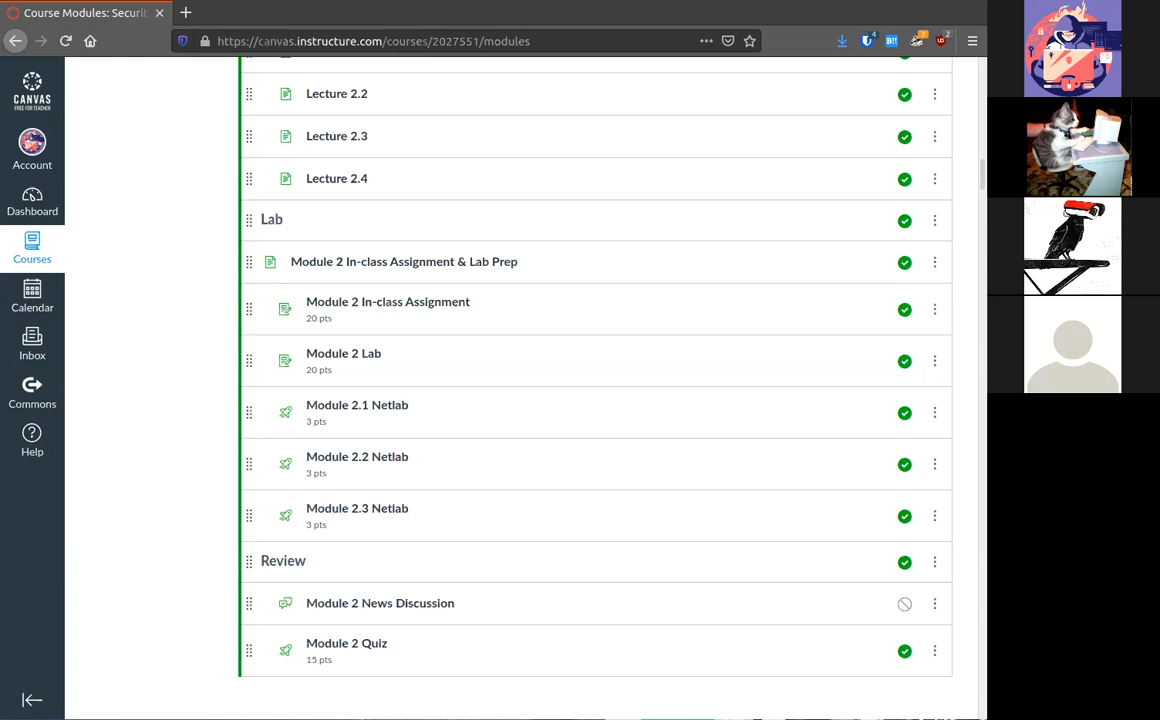 Course Modules: Securit
https://canvas.instructure.com/courses/2027551/modules
4
B!!
3
2
CANVAS
FREE FOR TEACHER
Account
Dashboard
Courses
Calendar
Inbox
Commons
Help
Lecture 2.2
Lecture 2.3
Lecture 2.4
Lab
Module 2 In-class Assignment & Lab Prep
Module 2 In-class Assignment
20 pts
Module 2 Lab
20 pts
Module 2.1 Netlab
3 pts
Module 2.2 Netlab
3 pts
Module 2.3 Netlab
3 pts
Review
Module 2 News Discussion
Module 2 Quiz
15 pts